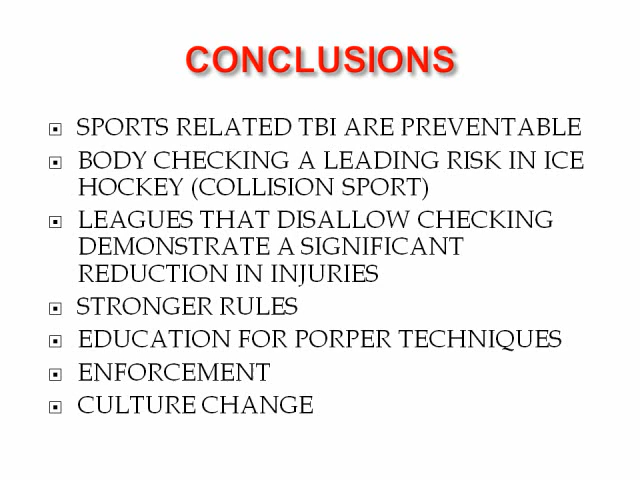 CONCLUSIONS
SPORTS RELATED TBI ARE PREVENTABLE
BODY CHECKING A LEADING RISK IN ICE
HOCKEY (COLLISION SPORT)
LEAGUES THAT DISALLOW CHECKING
DEMONSTRATE A SIGNIFICANT
REDUCTION IN INJURIES
STRONGER RULES
EDUCATION FOR PORPER TECHNIQUES
ENFORCEMENT
CULTURE CHANGE